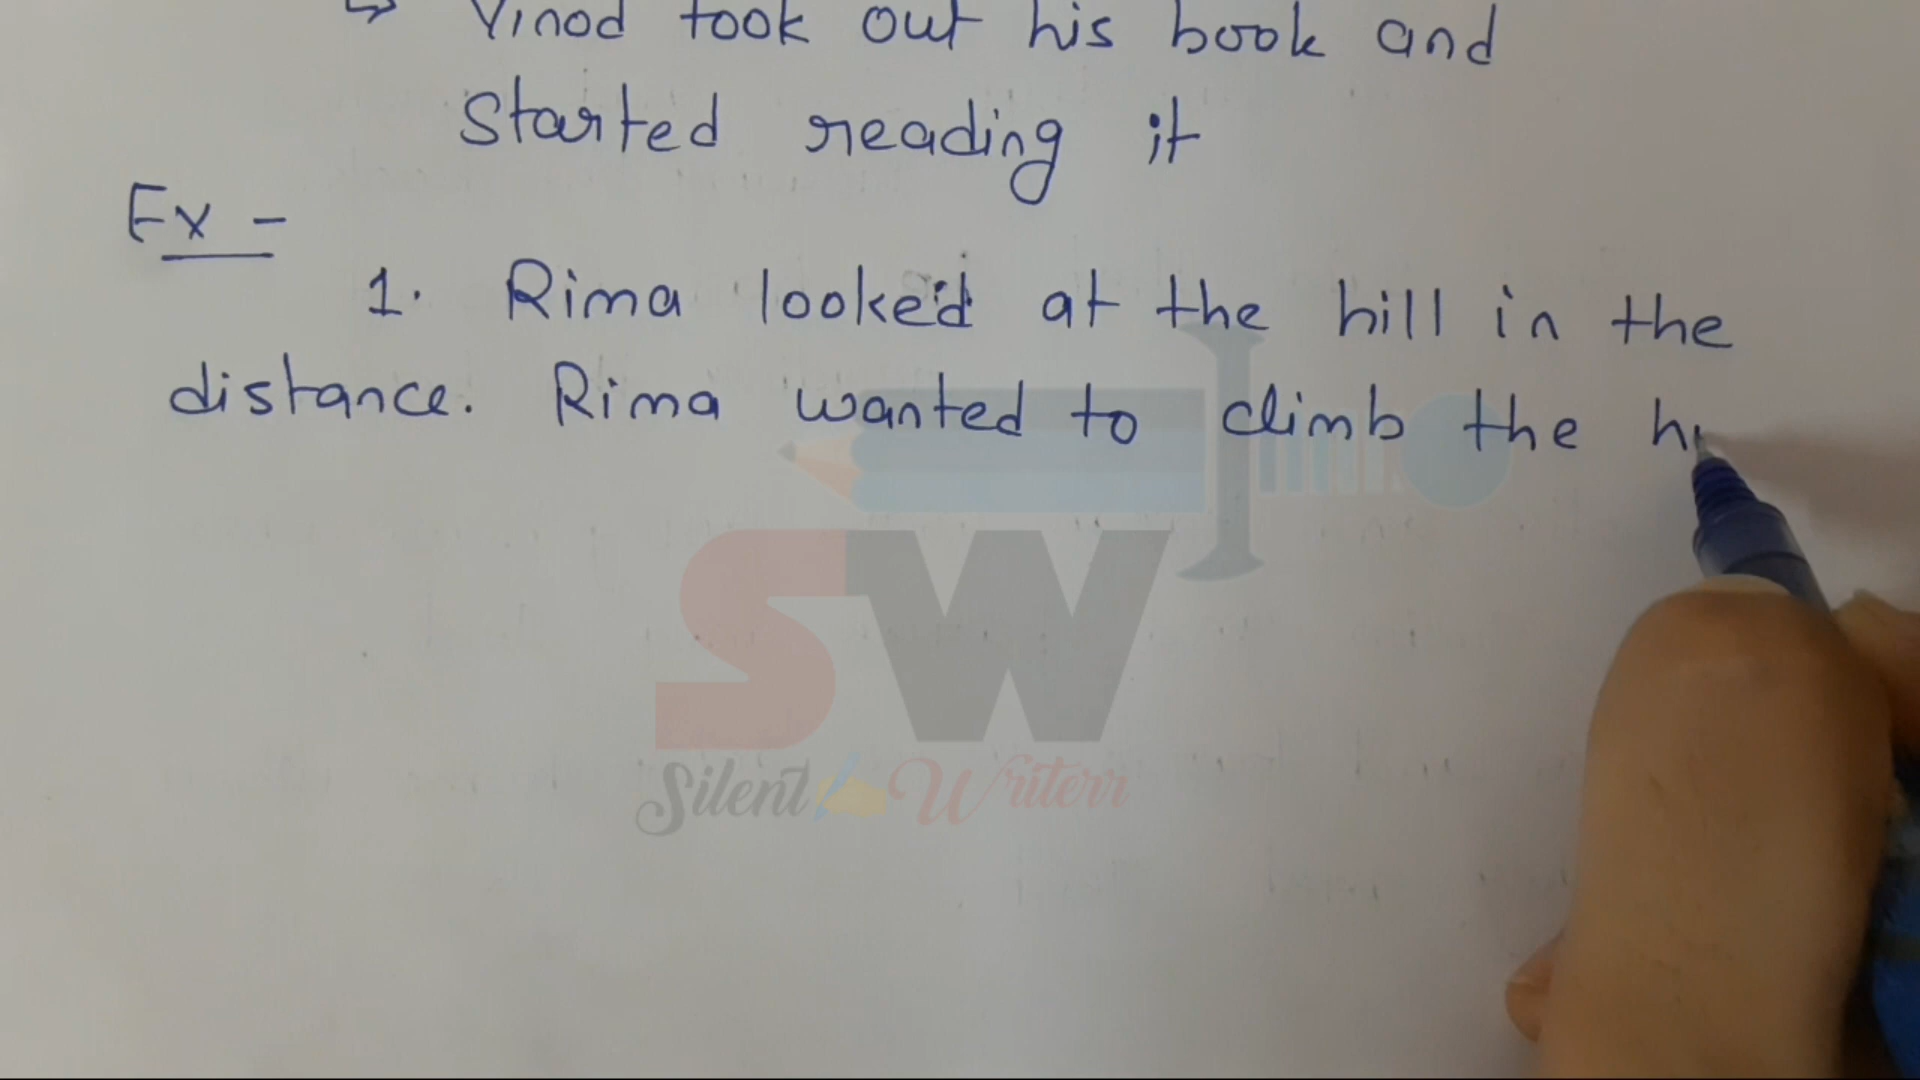 ↳ Vinod took out his book and
Started reading it
Ex -
1. Rima looked at the hill in the
distance. Rima wanted to climb the
SW
Silent Writerr